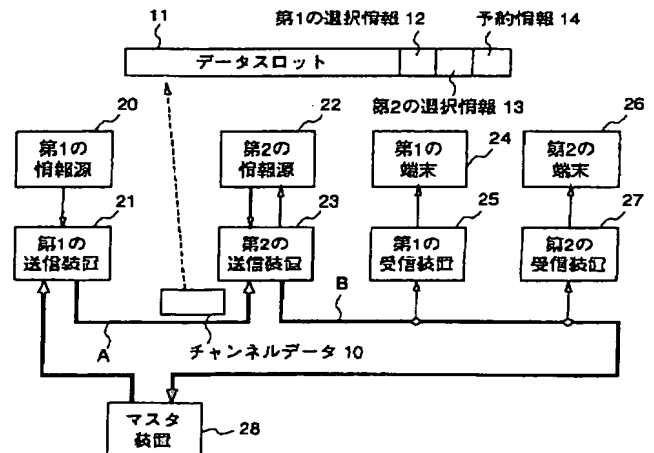 第1の選択情報 12
予約情報 14
11
データスロット
第2の選択情報 13
20
22
26
第1の
情報源
第2の
情報源
第1の
端末
24
第2の
端末
21
23
25
27
第1の
送信装置
第2の
送信装置
第1の
受信装置
第2の
受信装置
B
A
チャンネルデータ 10
マスタ
装置
28